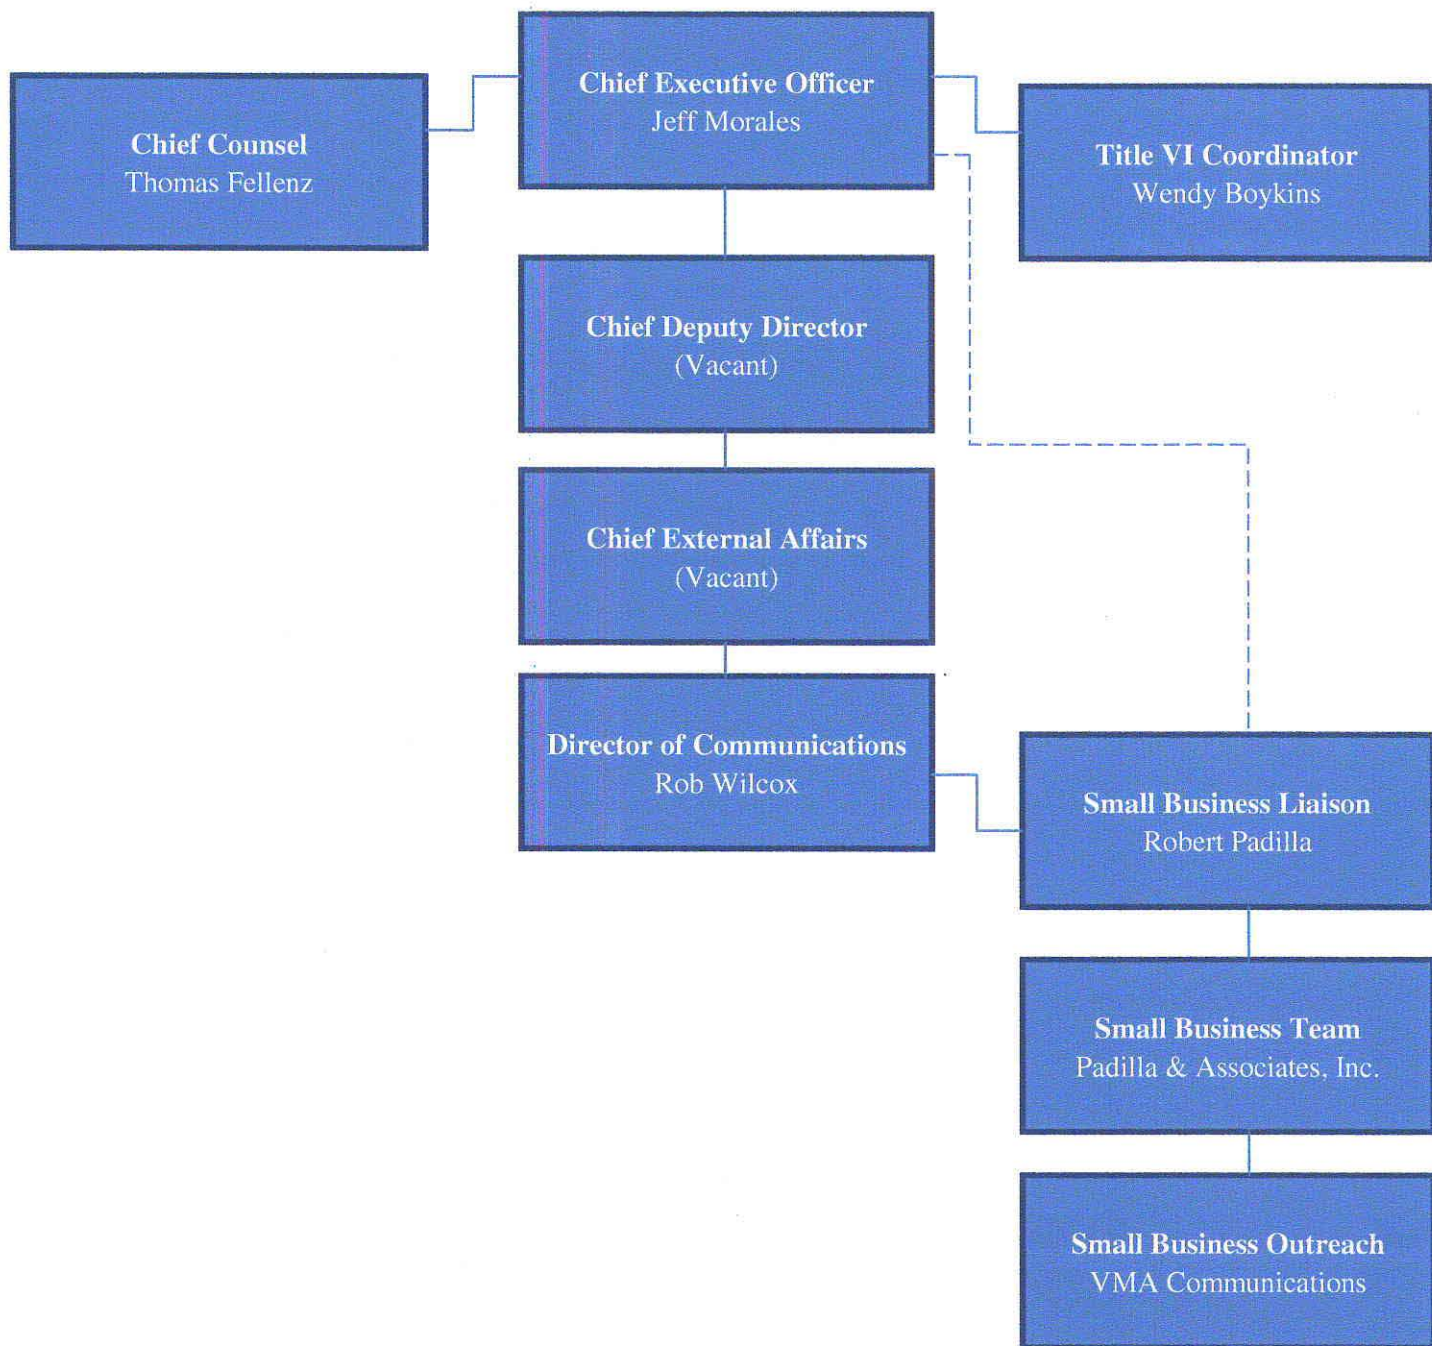 Chief Executive Officer
Jeff Morales
Chief Counsel
Thomas Fellenz
Title VI Coordinator
Wendy Boykins
Chief Deputy Director
(Vacant)
Chief External Affairs
(Vacant)
Director of Communications
Rob Wilcox
Small Business Liaison
Robert Padilla
Small Business Team
Padilla & Associates, Inc.
Small Business Outreach
VMA Communications